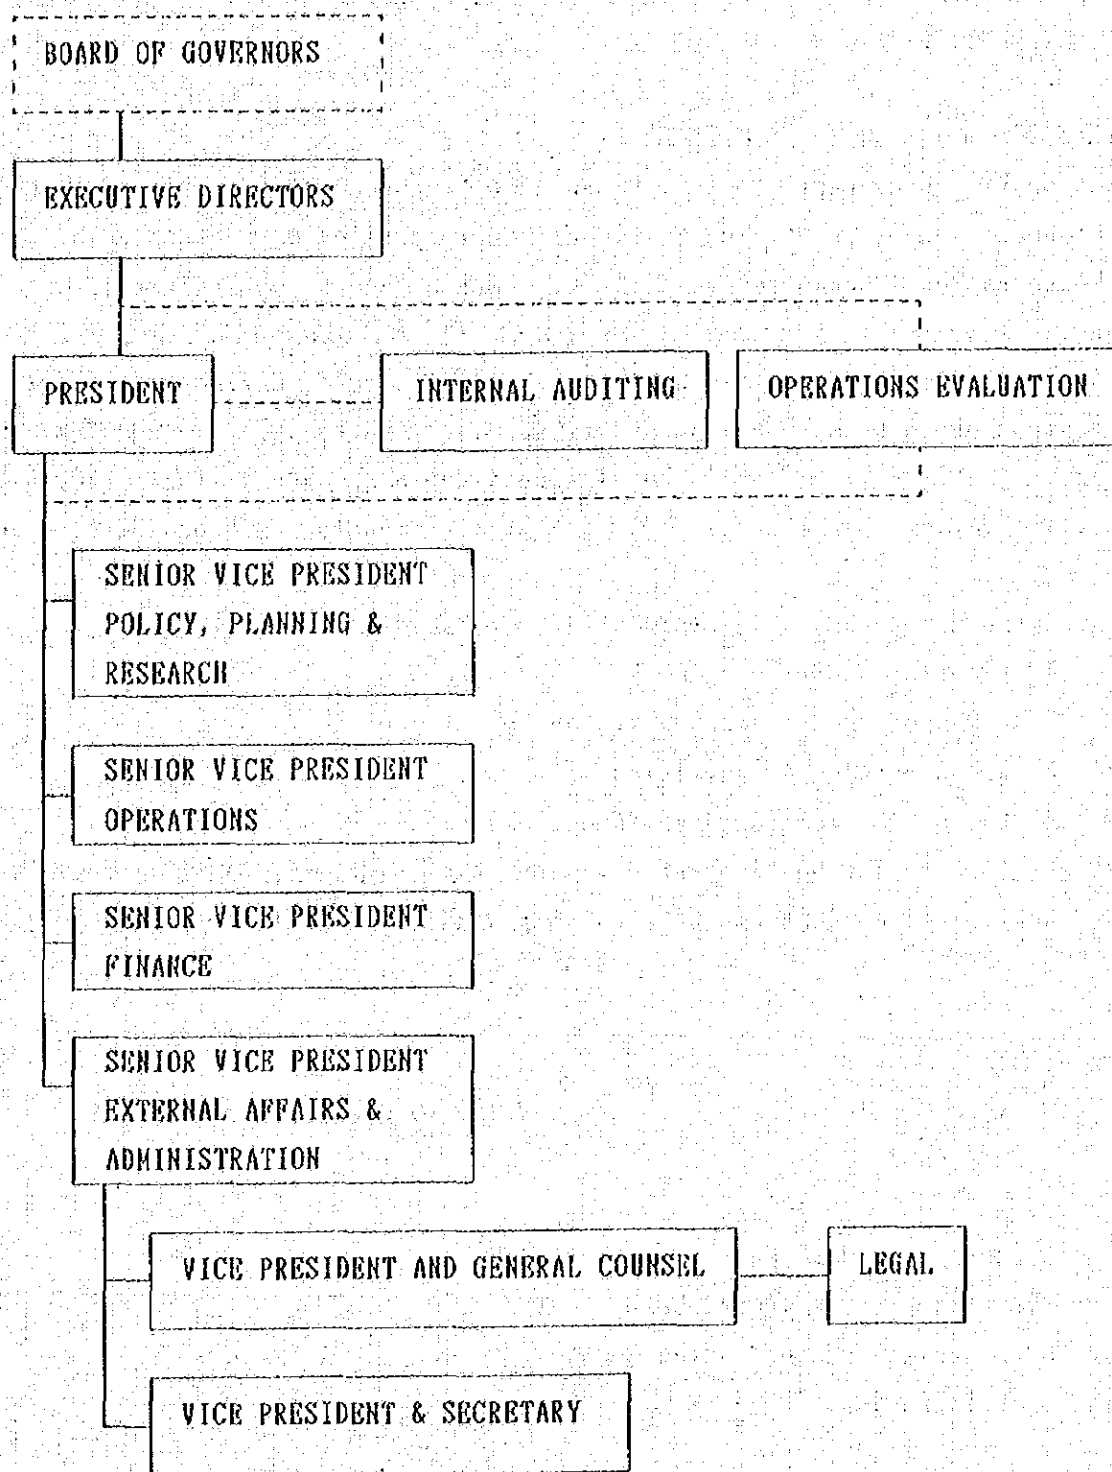 BOARD OF GOVERNORS
EXECUTIVE DIRECTORS
PRESIDENT
INTERNAL AUDITING
OPERATIONS EVALUATION
SENIOR VICE PRESIDENT
POLICY, PLANNING &
RESEARCH
SENIOR VICE PRESIDENT
OPERATIONS
SENIOR VICE PRESIDENT
FINANCE
SENIOR VICE PRESIDENT
EXTERNAL AFFAIRS &
ADMINISTRATION
VICE PRESIDENT AND GENERAL COUNSEL
LEGAL
VICE PRESIDENT & SECRETARY